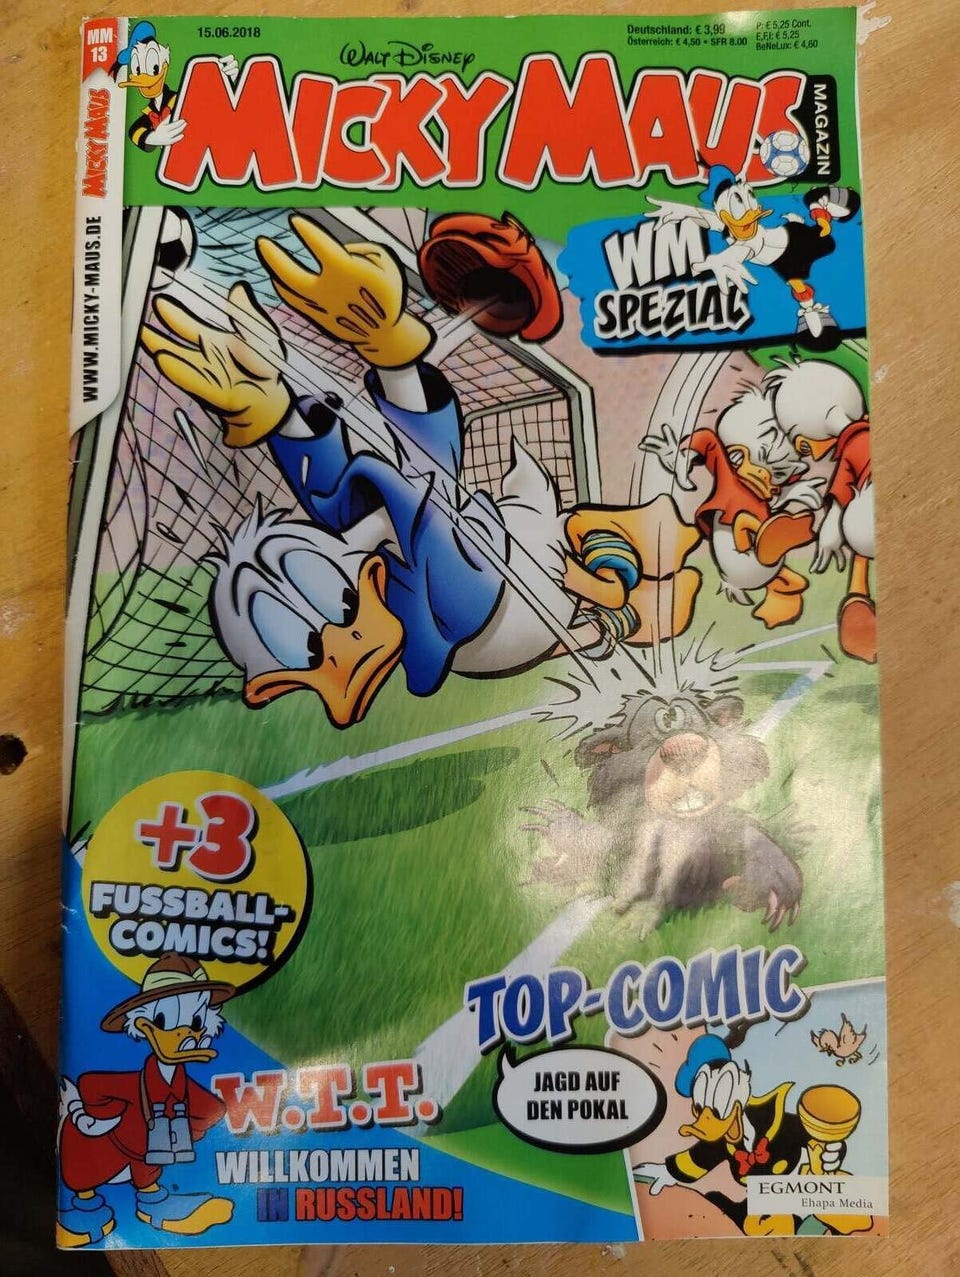 MM
13
MICKY MAUS
WWW.MICKY-MAUS.DE
15.06.2018
Deutschland: € 3,99
Österreich: € 4,50 • SFR 8.00
P: € 5,25 Cont.
E,F,I: € 5,25
BeNeLux: € 4,60
WALT DISNEY
MICKY MAUS
MAGAZIN
WM
SPEZIAL
+3
FUSSBALL-
COMICS!
TOP-COMIC
JAGD AUF
DEN POKAL
W.T.T.
WILLKOMMEN
IN RUSSLAND!
EGMONT
Ehapa Media